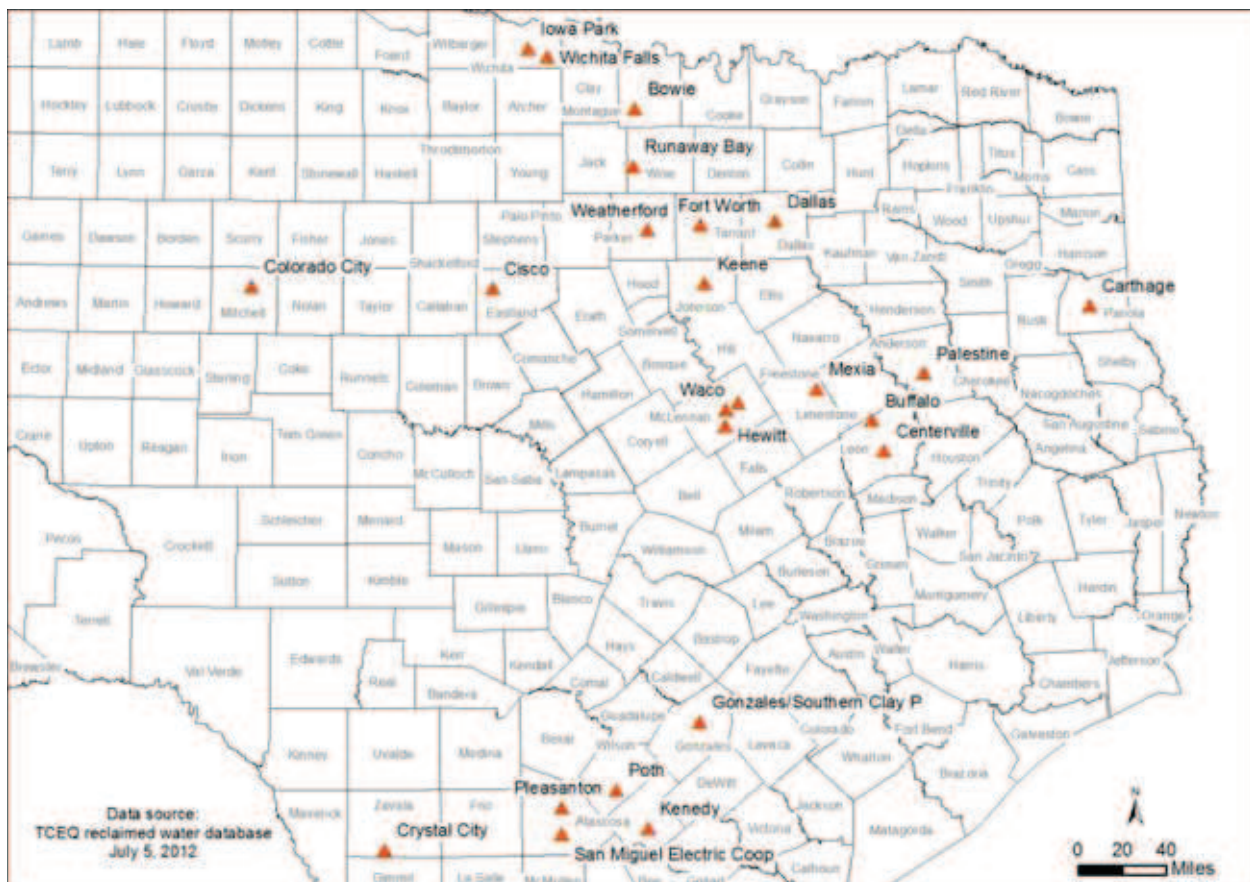 Iowa Park
Lamb Hale Floyd Motley Cottle Foard Wilbarger Wichita Wichita Falls
Clay Bowie Lamar Red River
Hockley Lubbock Crosby Dickens King Knox Baylor Archer Montague Cooke Grayson Fannin Bowie
Delta
Throckmorton Runaway Bay Titus
Terry Lynn Garza Kent Stonewall Haskell Young Jack Wise Denton Collin Hunt Hopkins Morris Cass
Franklin
Palo Pinto Weatherford Fort Worth Dallas Rains Wood Upshur Marion
Gaines Dawson Borden Scurry Fisher Jones Stephens Parker Tarrant Dallas Kaufman Van Zandt Harrison
Shackelford Gregg
Colorado City Cisco Keene Smith Carthage
Andrews Martin Howard Mitchell Nolan Taylor Callahan Eastland Hood Johnson Ellis Henderson Rusk Panola
Erath Somervell Navarro Anderson
Comanche Bosque Hill Palestine Shelby
Ector Midland Glasscock Sterling Coke Runnels Coleman Brown Hamilton Freestone Mexia Cherokee Nacogdoches
Waco McLennan Limestone Buffalo San Augustine Sabine
Crane Upton Reagan Irion Tom Green Concho Mills Coryell Hewitt Leon Centerville Houston Angelina
McCulloch San Saba Lampasas Falls Trinity
Bell Robertson Madison
Pecos Crockett Schleicher Menard Mason Llano Burnet Williamson Milam Brazos Walker Polk Tyler Jasper Newton
Grimes San Jacinto
Sutton Kimble Burleson Hardin
Terrell Gillespie Blanco Travis Lee Washington Montgomery Liberty Orange
Brewster Val Verde Edwards Real Kerr Kendall Hays Bastrop Austin Waller Harris Jefferson
Bandera Comal Caldwell Fayette Chambers
Gonzales/Southern Clay P
Guadalupe Colorado Fort Bend Galveston
Kinney Uvalde Medina Bexar Wilson Gonzales Lavaca Wharton Brazoria
Poth DeWitt
Pleasanton
Maverick Zavala Frio Atascosa Kenedy Jackson
Crystal City Victoria Matagorda
San Miguel Electric Coop
La Salle McMullen Bee Goliad Calhoun
Data source:
TCEQ reclaimed water database
July 5, 2012
N
0 20 40
Miles